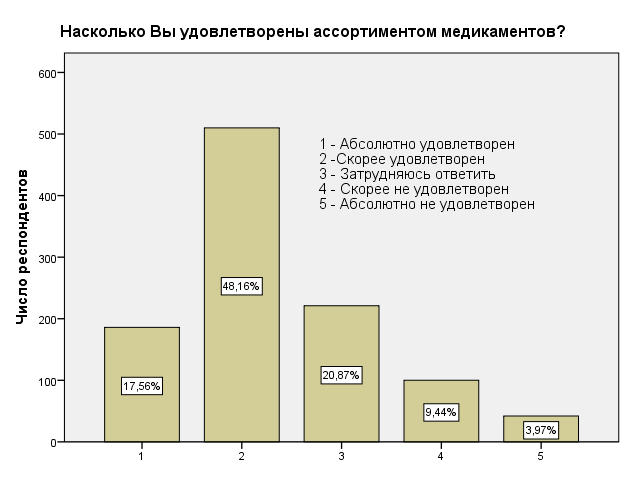 Насколько Вы удовлетворены ассортиментом медикаментов?
Число респондентов
600
500
400
300
200
100
0
1 - Абсолютно удовлетворен
2 -Скорее удовлетворен
3 - Затрудняюсь ответить
4 - Скорее не удовлетворен
5 - Абсолютно не удовлетворен
17,56%
48,16%
20,87%
9,44%
3,97%
1
2
3
4
5